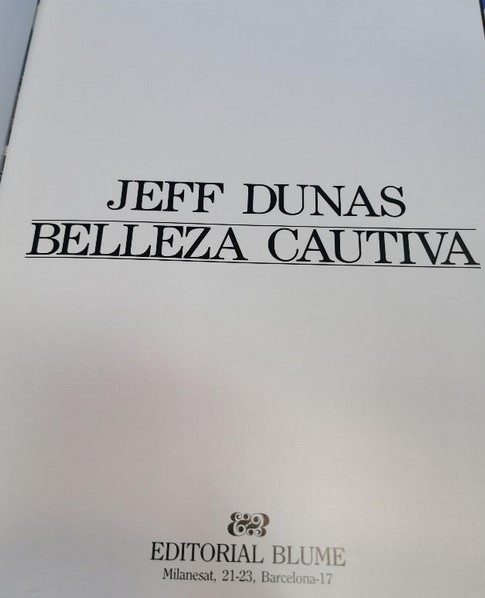 JEFF DUNAS
BELLEZA CAUTIVA
EDITORIAL BLUME
Milanesat, 21-23, Barcelona-17